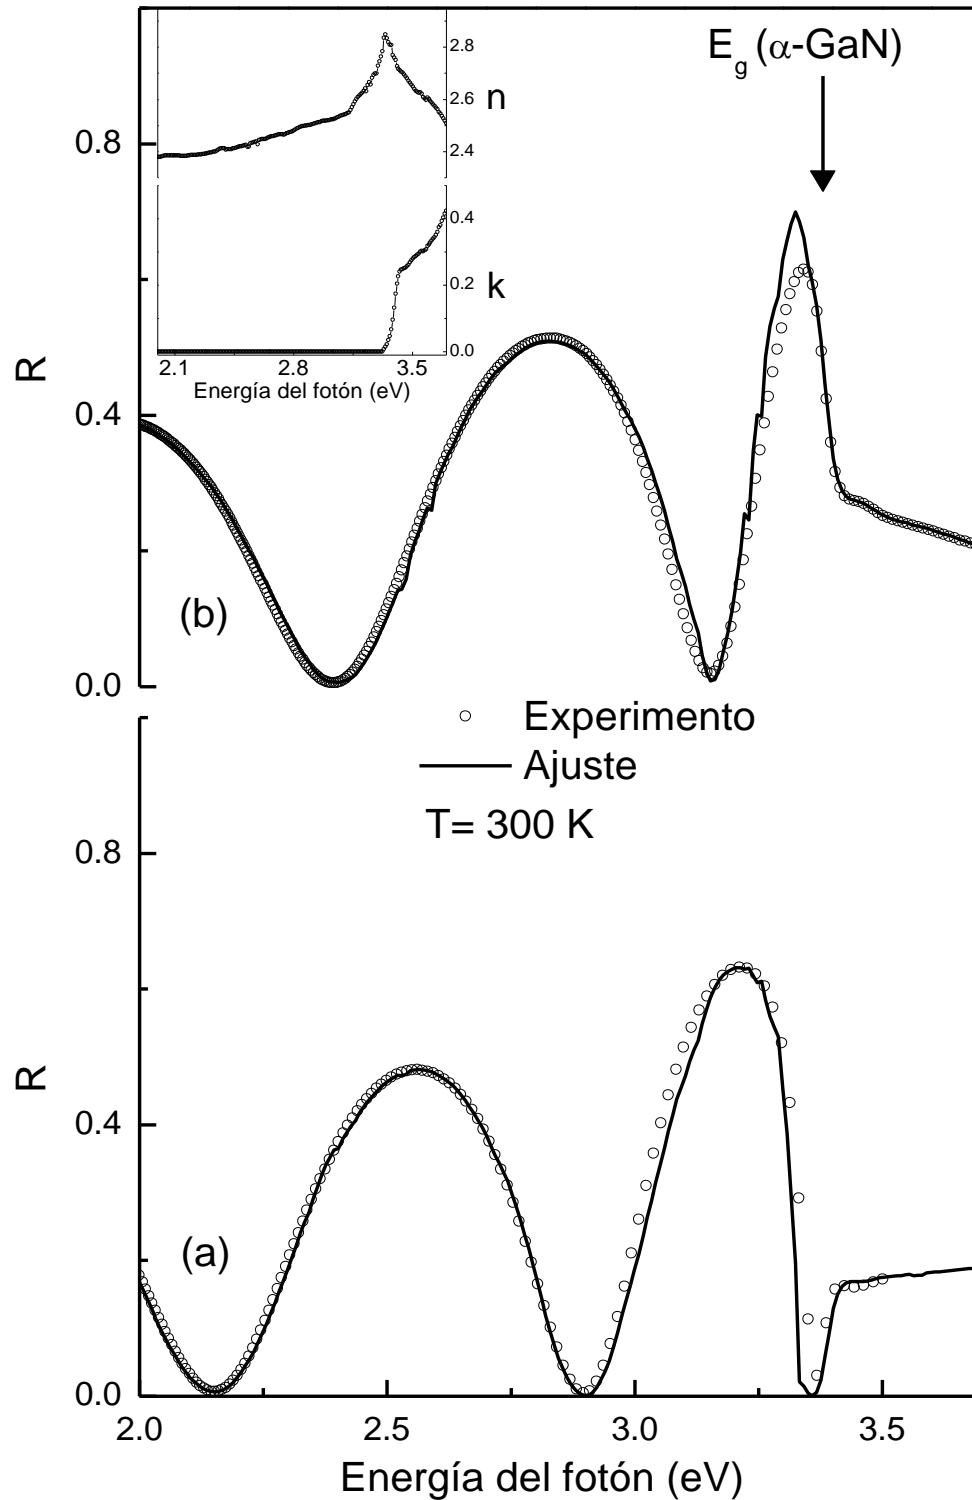 E_g (α-GaN)
2.8
2.6
n
2.4
0.8
0.4
0.2
k
0.0
2.1 2.8 3.5
Energía del fotón (eV)
R
0.4
(b)
0.0
Experimento
Ajuste
T= 300 K
0.8
R
0.4
(a)
0.0
2.0 2.5 3.0 3.5
Energía del fotón (eV)